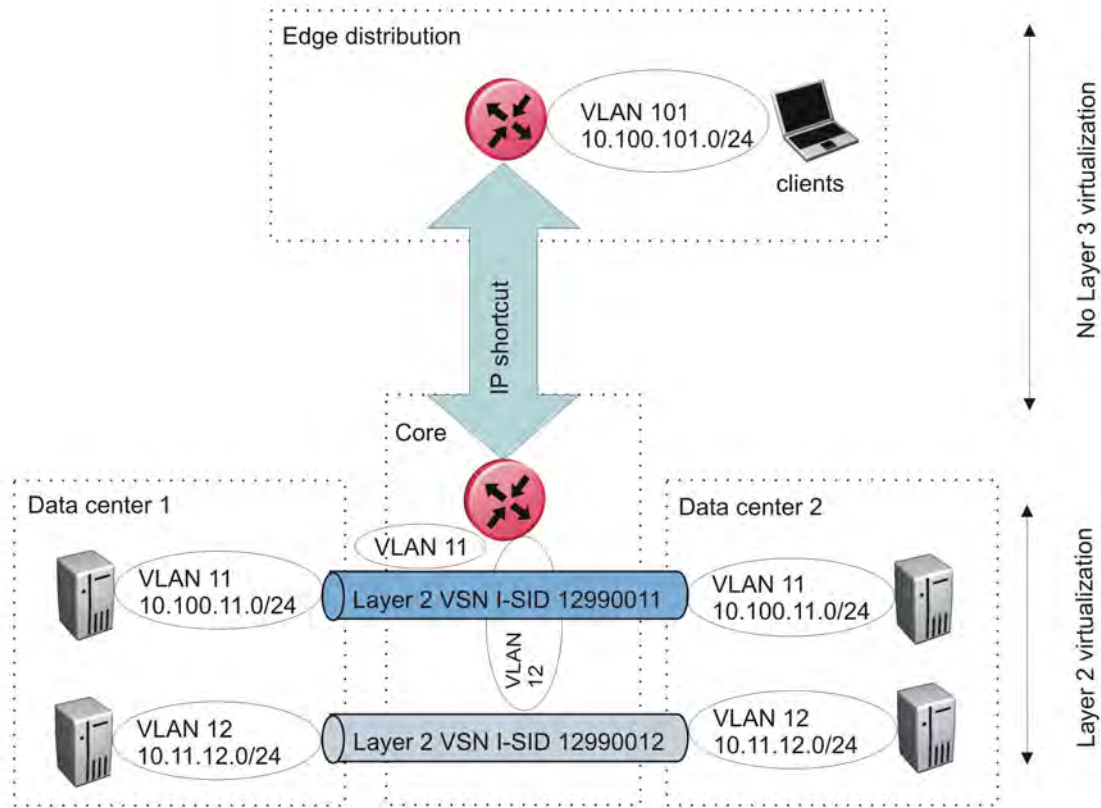 Edge distribution
VLAN 101
10.100.101.0/24
clients
No Layer 3 virtualization
IP shortcut
Core
Data center 1
Data center 2
VLAN 11
VLAN 11
10.100.11.0/24
Layer 2 VSN I-SID 12990011
VLAN 11
10.100.11.0/24
VLAN
12
VLAN 12
10.11.12.0/24
Layer 2 VSN I-SID 12990012
VLAN 12
10.11.12.0/24
Layer 2 virtualization